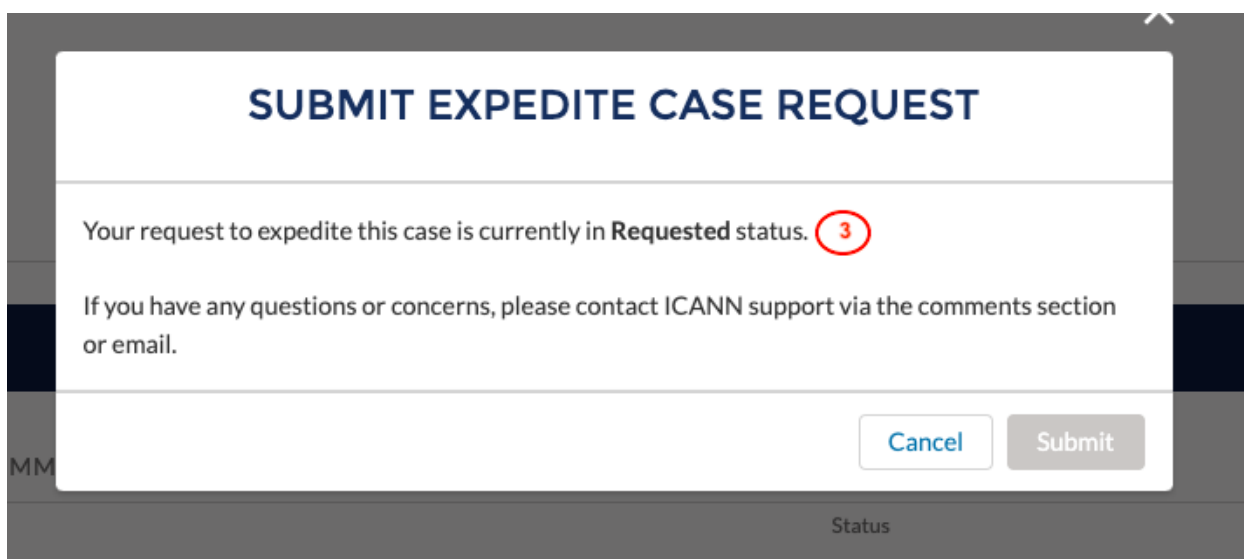 SUBMIT EXPEDITE CASE REQUEST
Your request to expedite this case is currently in Requested status. 3
If you have any questions or concerns, please contact ICANN support via the comments section
or email.
Cancel Submit
MM
Status